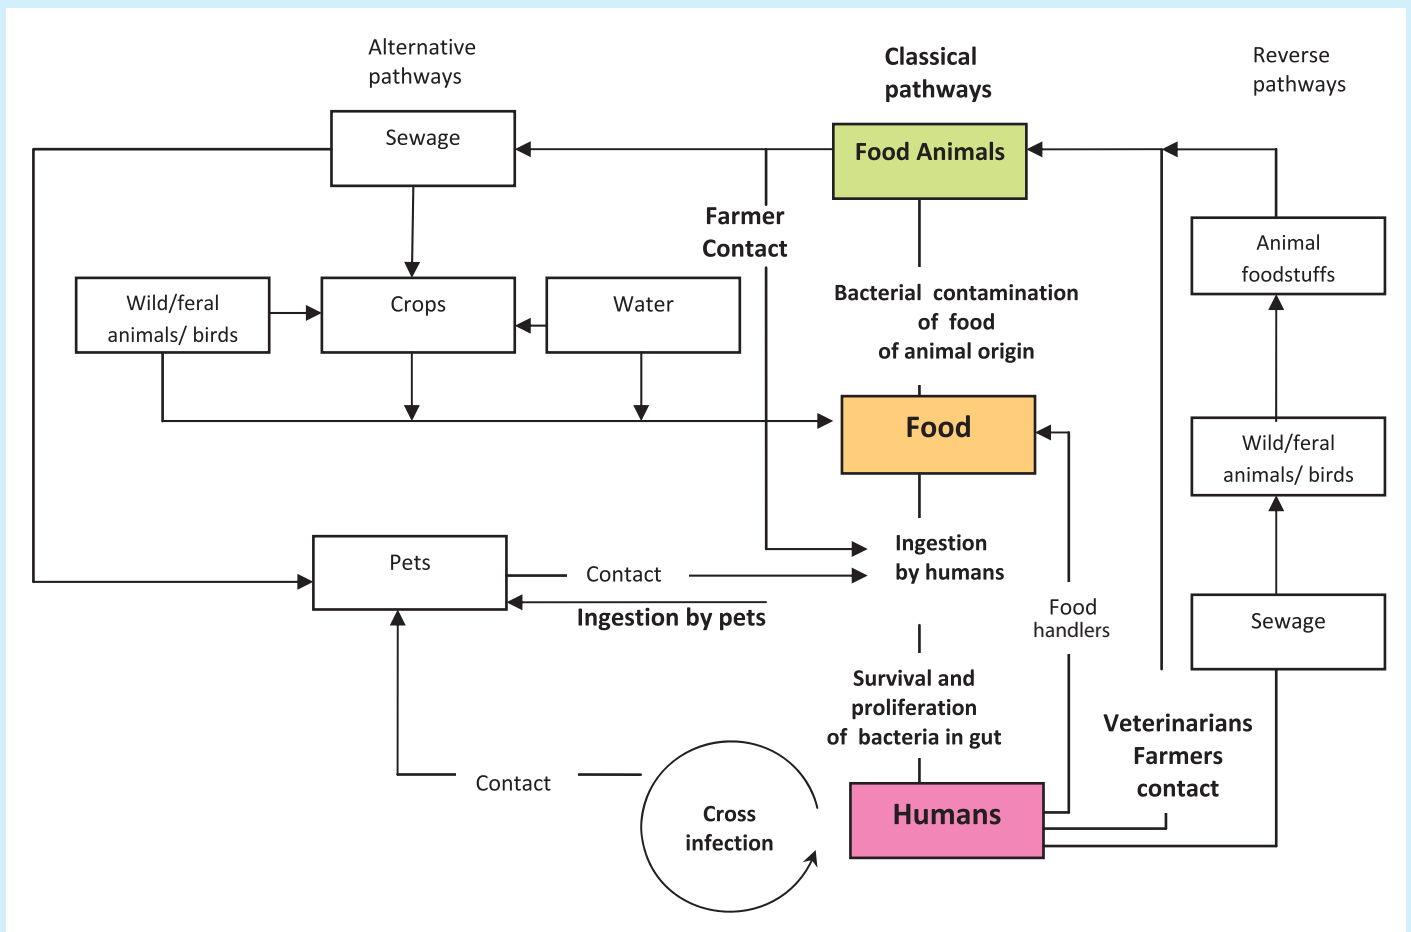 Alternative
pathways
Classical
pathways
Reverse
pathways
Sewage
Food Animals
Farmer
Contact
Animal
foodstuffs
Wild/feral
animals/ birds
Crops
Water
Bacterial contamination
of food
of animal origin
Food
Wild/feral
animals/ birds
Pets
Contact
Ingestion
by humans
Ingestion by pets
Food
handlers
Sewage
Survival and
proliferation
of bacteria in gut
Veterinarians
Farmers
contact
Contact
Cross
infection
Humans